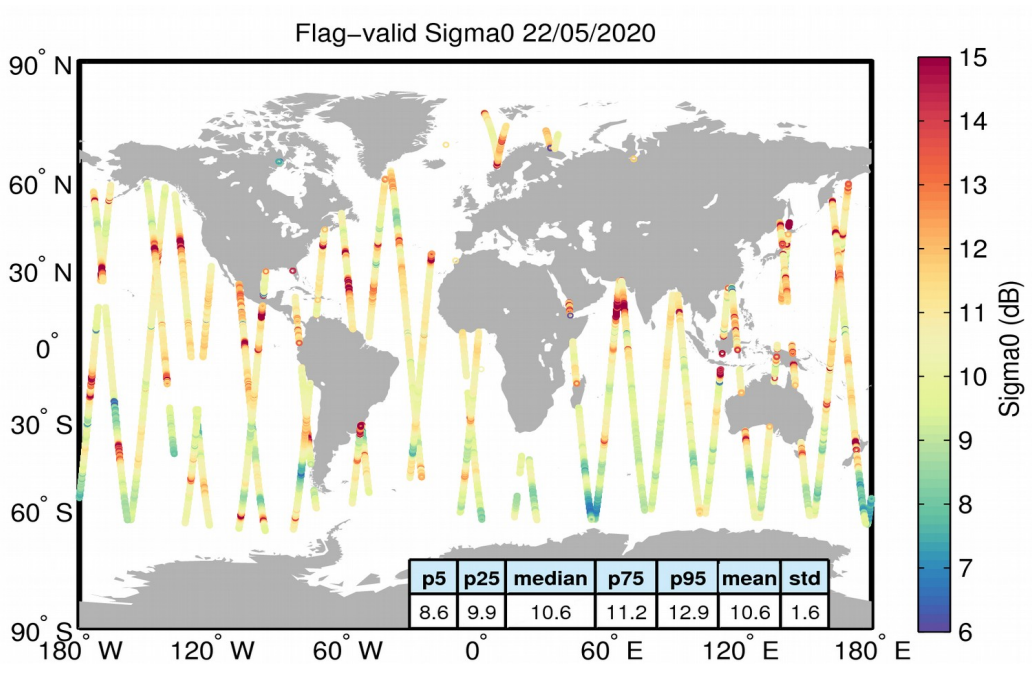 Flag−valid Sigma0 22/05/2020
90° N
60° N
30° N
0°
30° S
60° S
90° S
180° W
120° W
60° W
0°
60° E
120° E
180° E
p5 p25 median p75 p95 mean std
8.6 9.9 10.6 11.2 12.9 10.6 1.6
15
14
13
12
11
10
9
8
7
6
Sigma0 (dB)